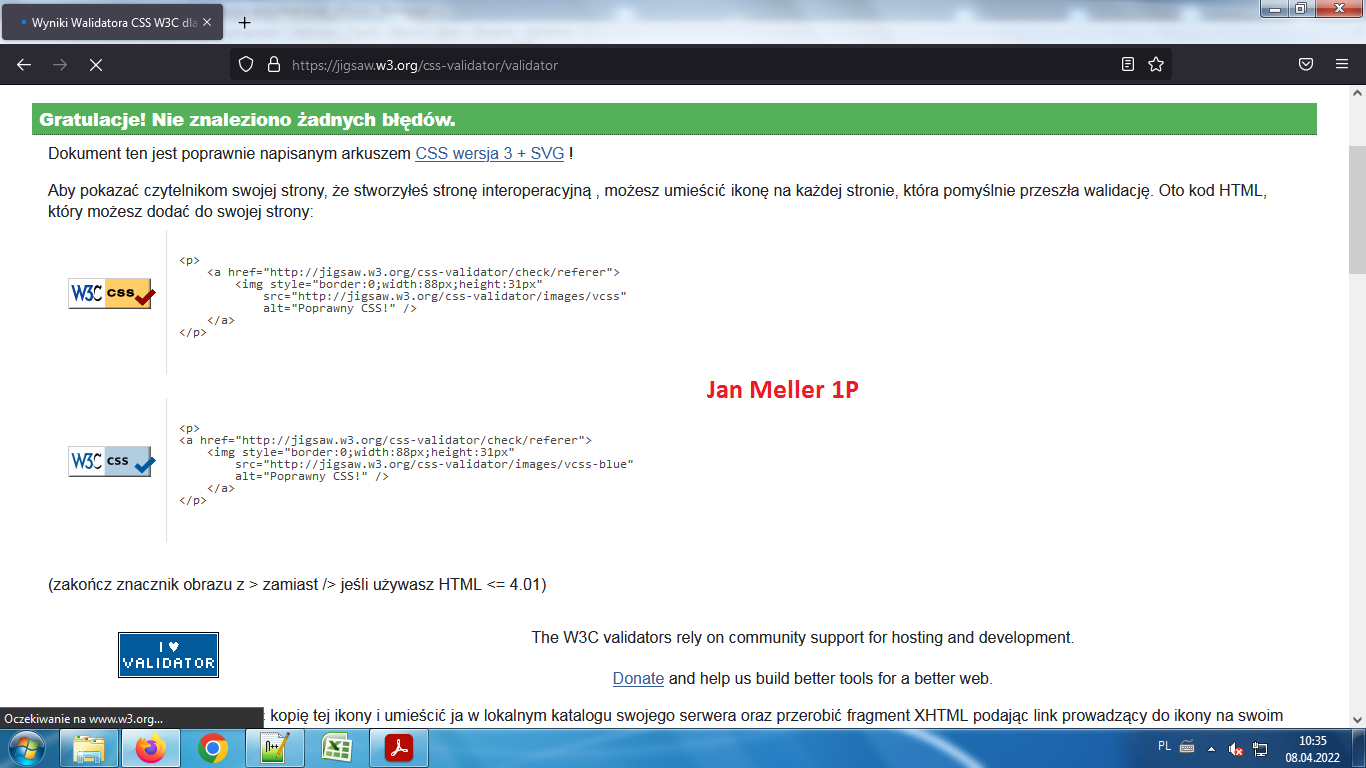 Wyniki Walidatora CSS W3C dla
https://jigsaw.w3.org/css-validator/validator
Gratulacje! Nie znaleziono żadnych błędów.
Dokument ten jest poprawnie napisanym arkuszem CSS wersja 3 + SVG !
Aby pokazać czytelnikom swojej strony, że stworzyłeś stronę interoperacyjną , możesz umieścić ikonę na każdej stronie, która pomyślnie przeszła walidację. Oto kod HTML,
który możesz dodać do swojej strony:
W3C css
<p>
<a href="http://jigsaw.w3.org/css-validator/check/referer">
<img style="border:0;width:88px;height:31px"
src="http://jigsaw.w3.org/css-validator/images/vcss"
alt="Poprawny CSS!" />
</a>
</p>
Jan Meller 1P
W3C css
<p>
<a href="http://jigsaw.w3.org/css-validator/check/referer">
<img style="border:0;width:88px;height:31px"
src="http://jigsaw.w3.org/css-validator/images/vcss-blue"
alt="Poprawny CSS!" />
</a>
</p>
(zakończ znacznik obrazu z > zamiast /> jeśli używasz HTML <= 4.01)
I ♥
VALIDATOR
The W3C validators rely on community support for hosting and development.
Donate and help us build better tools for a better web.
kopię tej ikony i umieścić ja w lokalnym katalogu swojego serwera oraz przerobić fragment XHTML podając link prowadzący do ikony na swoim
Oczekiwanie na www.w3.org...
PL
10:35
08.04.2022